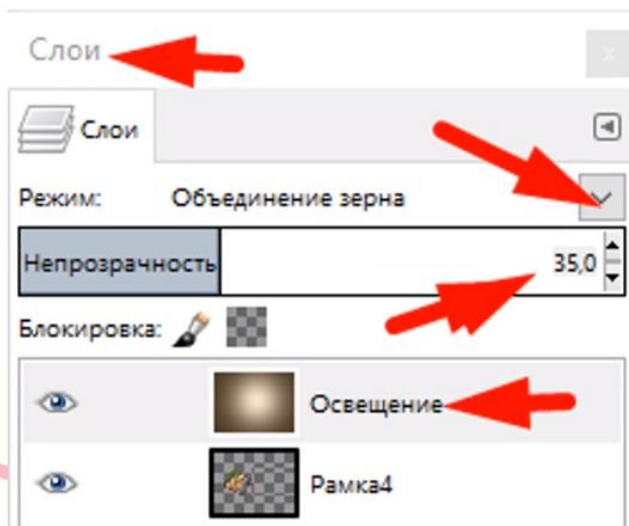 Слои
x
Слои
Режим: Объединение зерна
Непрозрачность 35,0
Блокировка:
Освещение
Рамка4